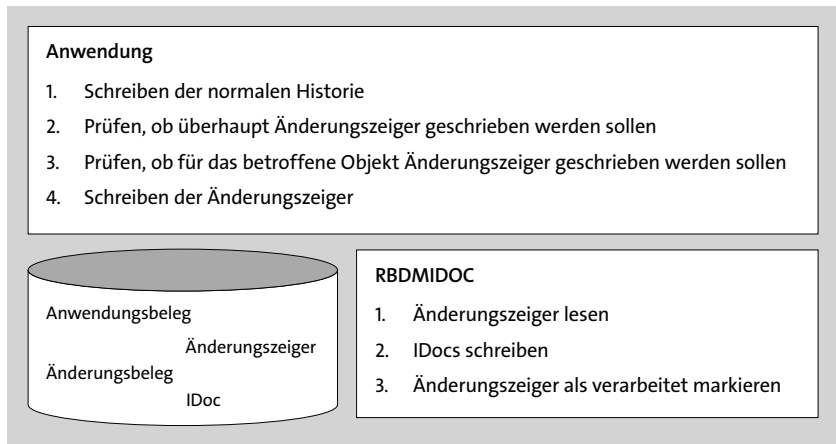 Anwendung
1. Schreiben der normalen Historie
2. Prüfen, ob überhaupt Änderungszeiger geschrieben werden sollen
3. Prüfen, ob für das betroffene Objekt Änderungszeiger geschrieben werden sollen
4. Schreiben der Änderungszeiger
Anwendungsbeleg
Änderungszeiger
Änderungsbeleg
IDoc
RBDMIDOC
1. Änderungszeiger lesen
2. IDocs schreiben
3. Änderungszeiger als verarbeitet markieren